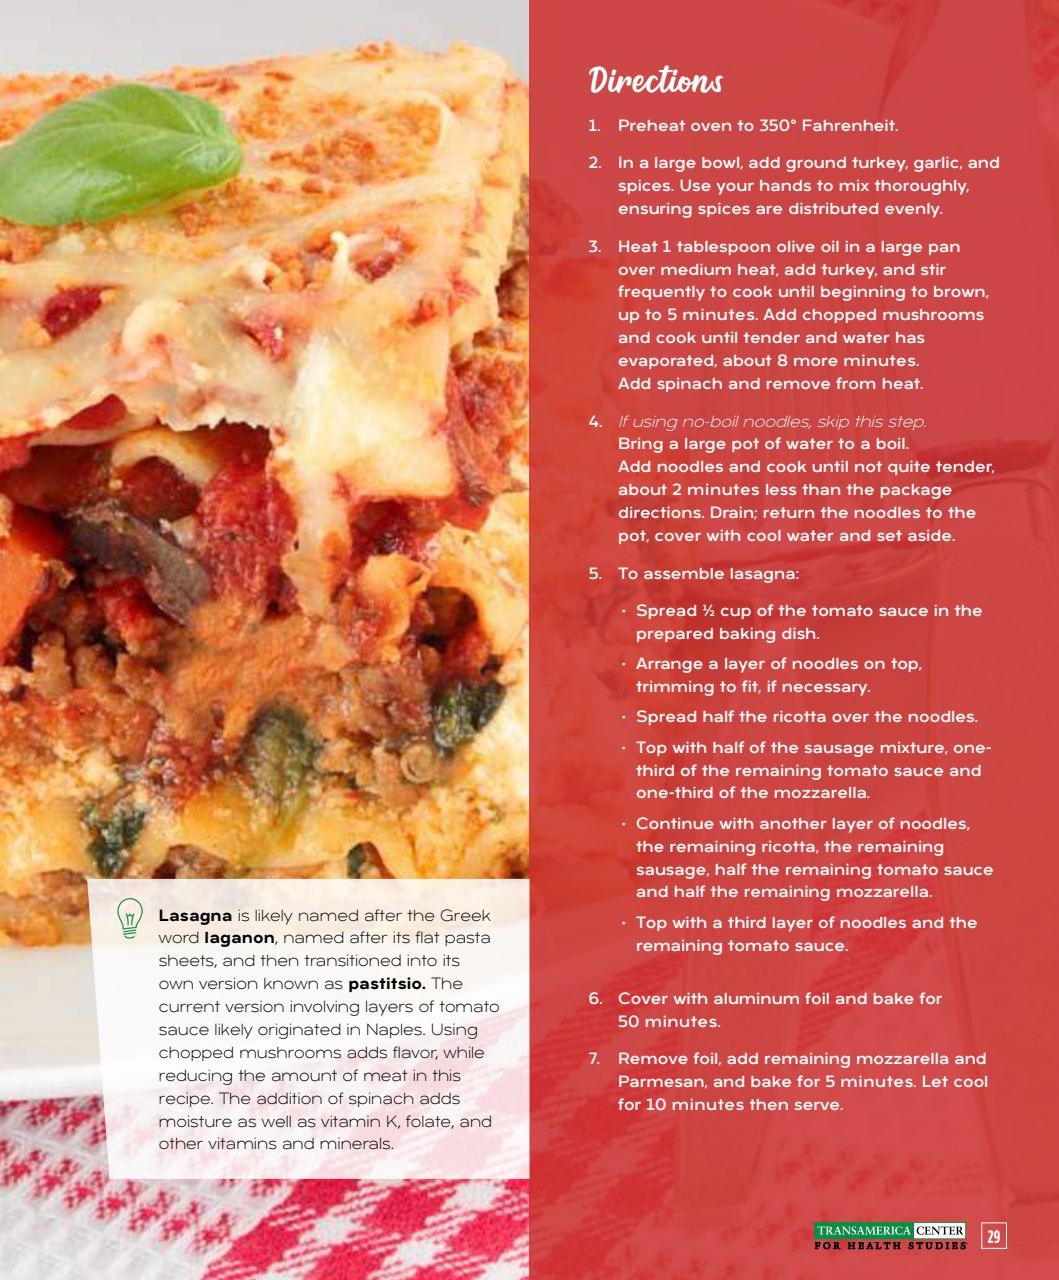 Directions
1. Preheat oven to 350° Fahrenheit.
2. In a large bowl, add ground turkey, garlic, and
spices. Use your hands to mix thoroughly,
ensuring spices are distributed evenly.
3. Heat 1 tablespoon olive oil in a large pan
over medium heat, add turkey, and stir
frequently to cook until beginning to brown,
up to 5 minutes. Add chopped mushrooms
and cook until tender and water has
evaporated, about 8 more minutes.
Add spinach and remove from heat.
4. If using no-boil noodles, skip this step.
Bring a large pot of water to a boil.
Add noodles and cook until not quite tender,
about 2 minutes less than the package
directions. Drain; return the noodles to the
pot, cover with cool water and set aside.
5. To assemble lasagna:
· Spread ½ cup of the tomato sauce in the
prepared baking dish.
· Arrange a layer of noodles on top,
trimming to fit, if necessary.
· Spread half the ricotta over the noodles.
· Top with half of the sausage mixture, one-
third of the remaining tomato sauce and
one-third of the mozzarella.
· Continue with another layer of noodles,
the remaining ricotta, the remaining
sausage, half the remaining tomato sauce
and half the remaining mozzarella.
· Top with a third layer of noodles and the
remaining tomato sauce.
6. Cover with aluminum foil and bake for
50 minutes.
7. Remove foil, add remaining mozzarella and
Parmesan, and bake for 5 minutes. Let cool
for 10 minutes then serve.
Lasagna is likely named after the Greek
word laganon, named after its flat pasta
sheets, and then transitioned into its
own version known as pastitsio. The
current version involving layers of tomato
sauce likely originated in Naples. Using
chopped mushrooms adds flavor, while
reducing the amount of meat in this
recipe. The addition of spinach adds
moisture as well as vitamin K, folate, and
other vitamins and minerals.
TRANSAMERICA CENTER
FOR HEALTH STUDIES
29